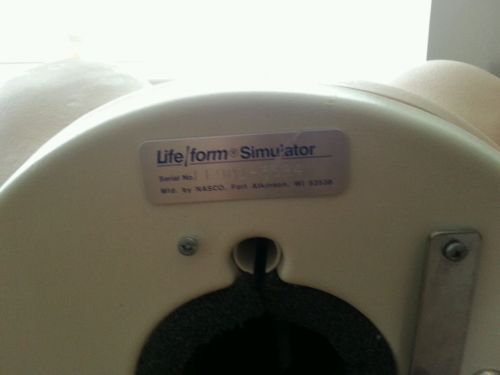 Life/form® Simulator
Serial No.
Mfd. by NASCO, Fort Atkinson, WI 53538